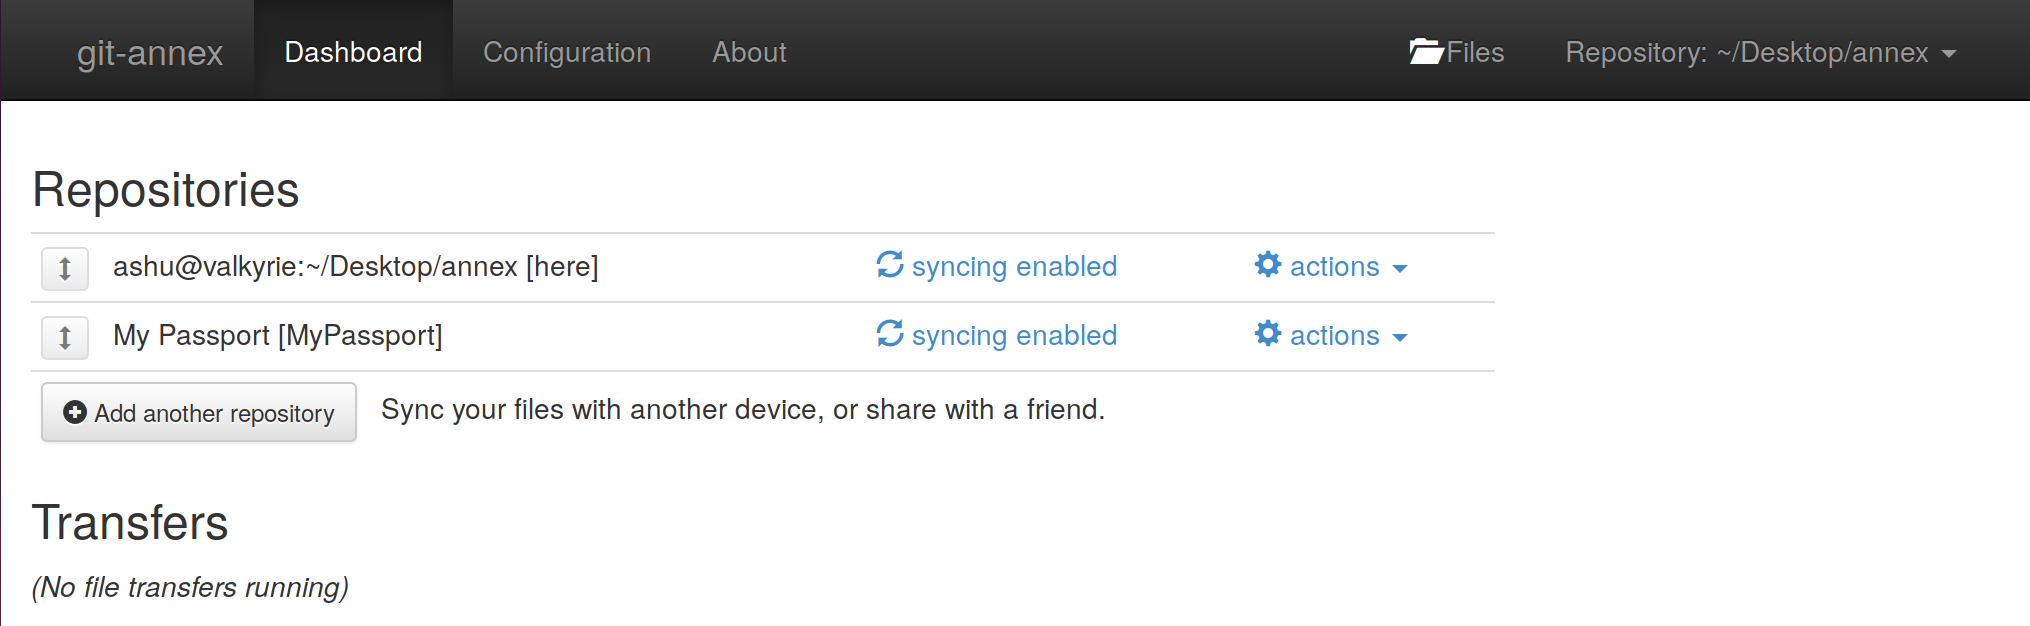 git-annex Dashboard Configuration About Files Repository: ~/Desktop/annex
Repositories
ashu@valkyrie:~/Desktop/annex [here] syncing enabled actions
My Passport [MyPassport] syncing enabled actions
Add another repository Sync your files with another device, or share with a friend.
Transfers
(No file transfers running)